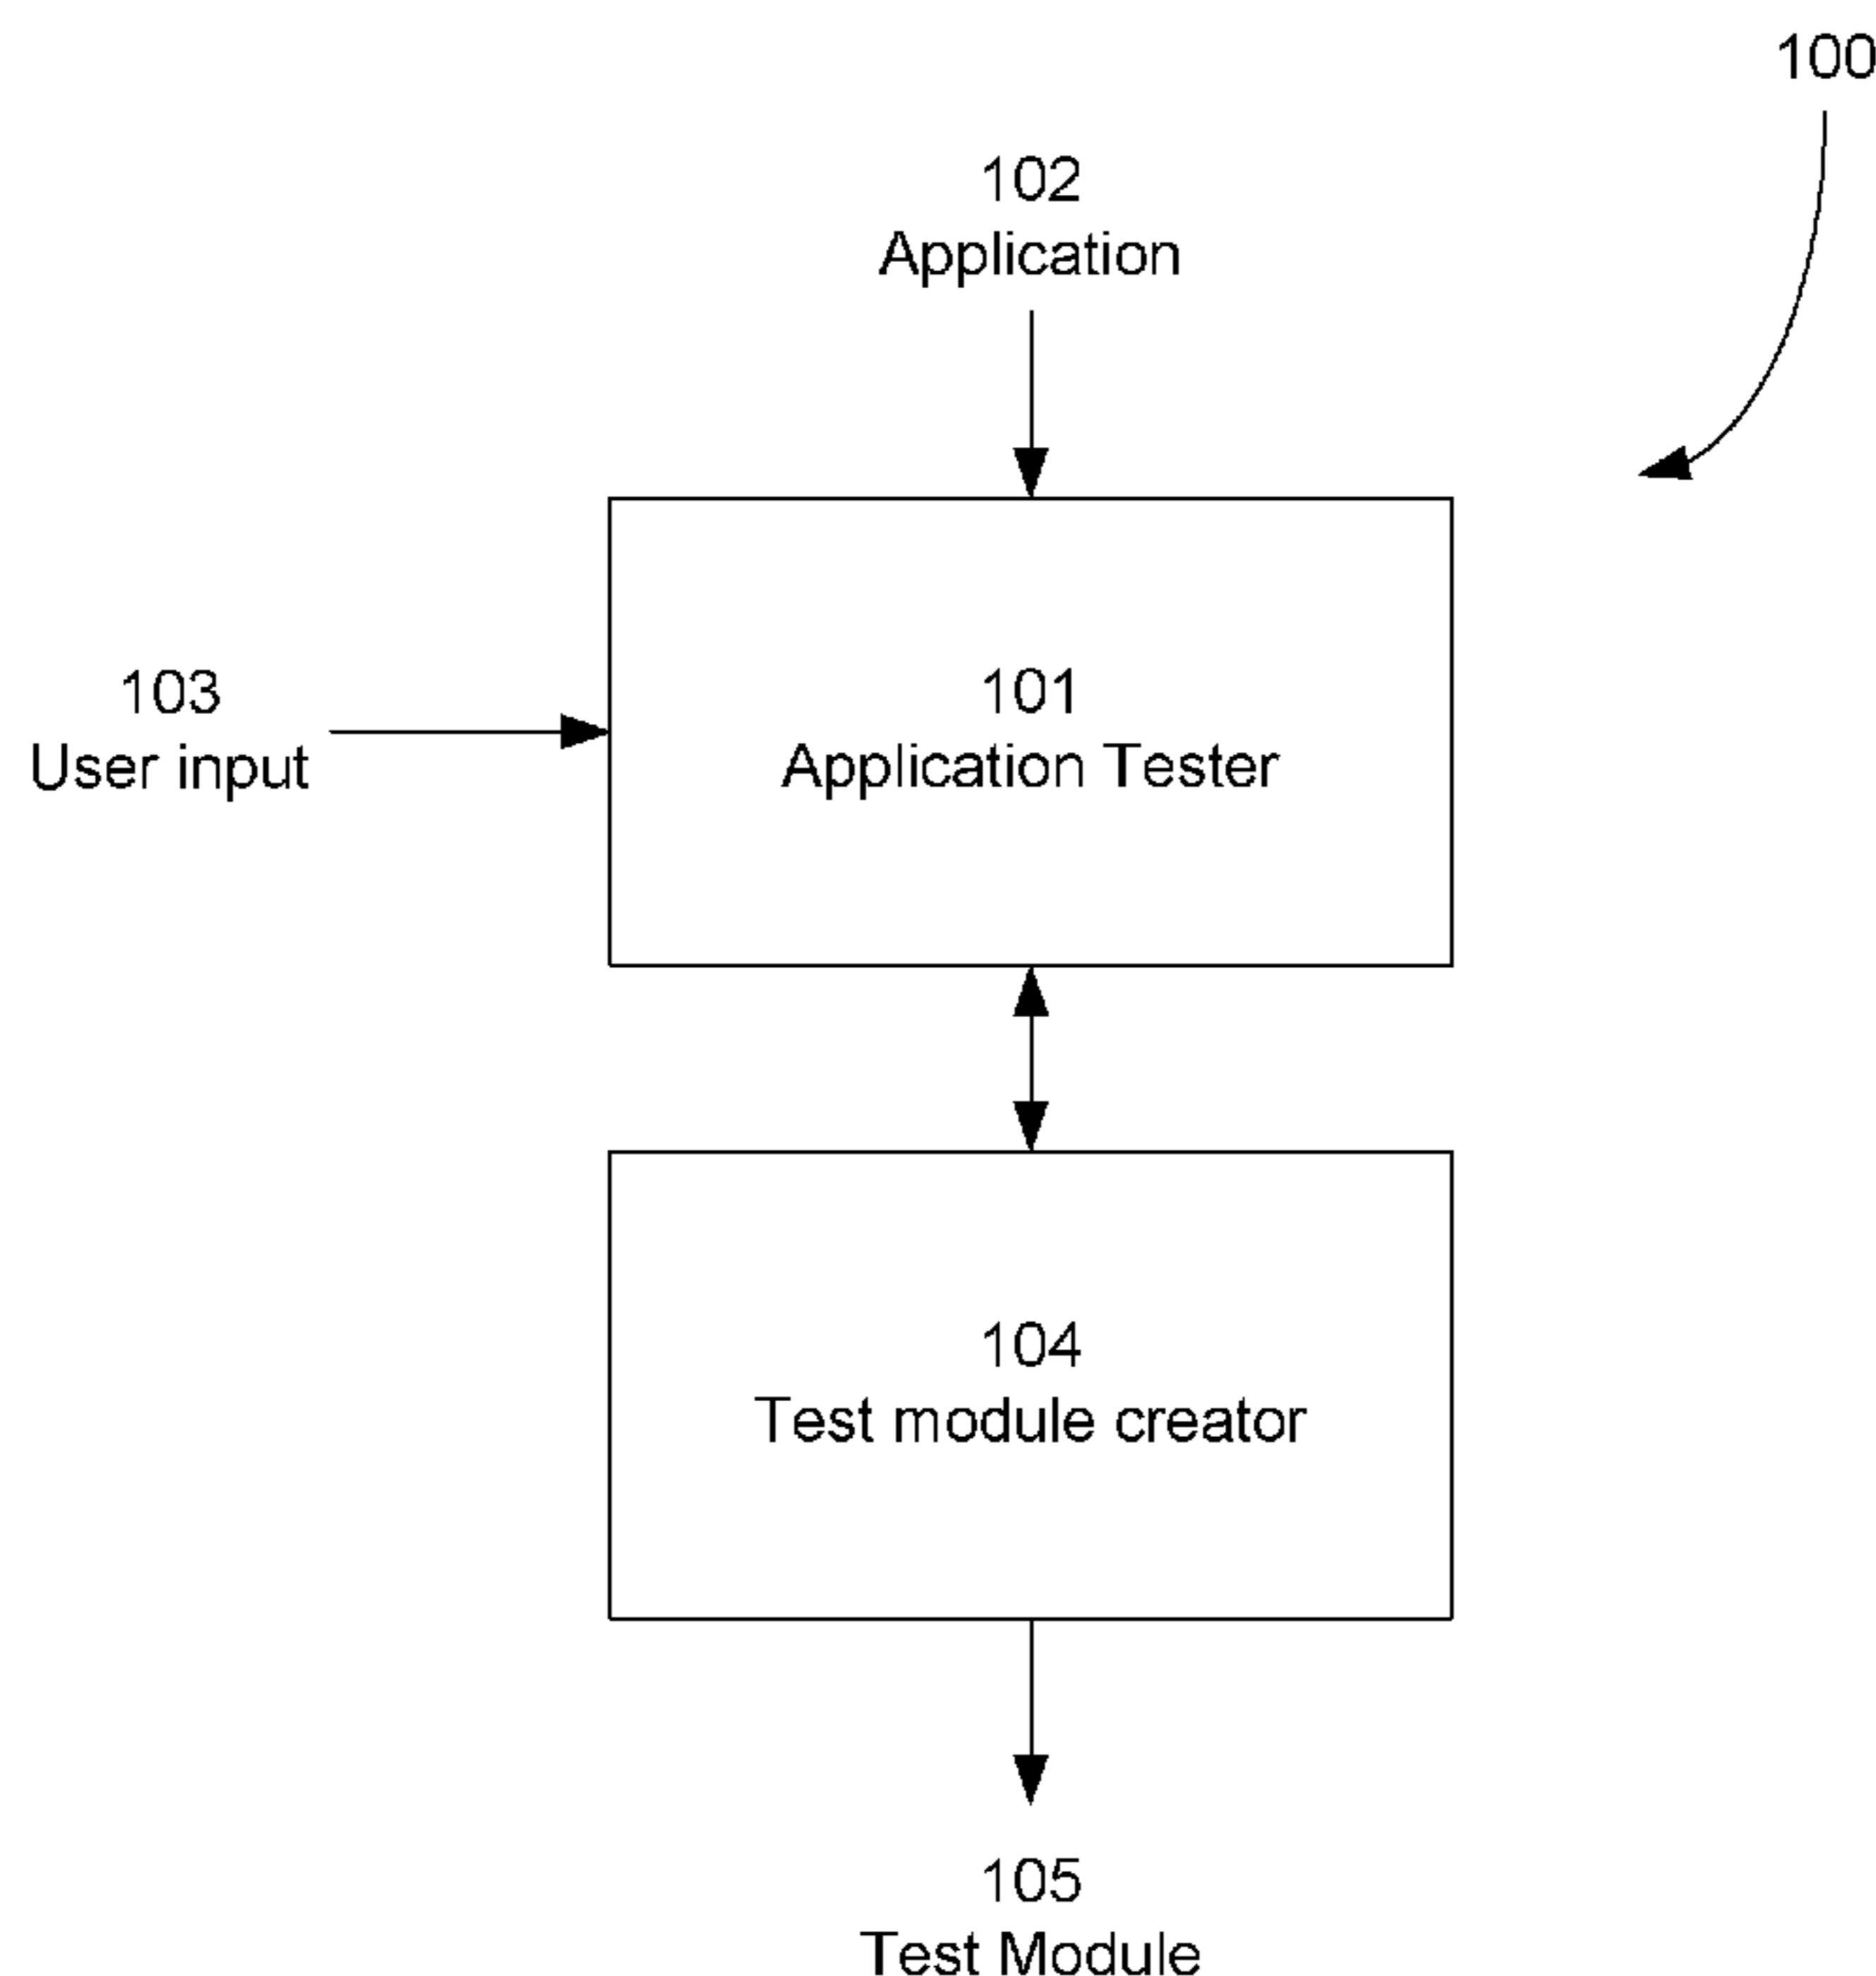 100
102
Application
103
User input
101
Application Tester
104
Test module creator
105
Test Module